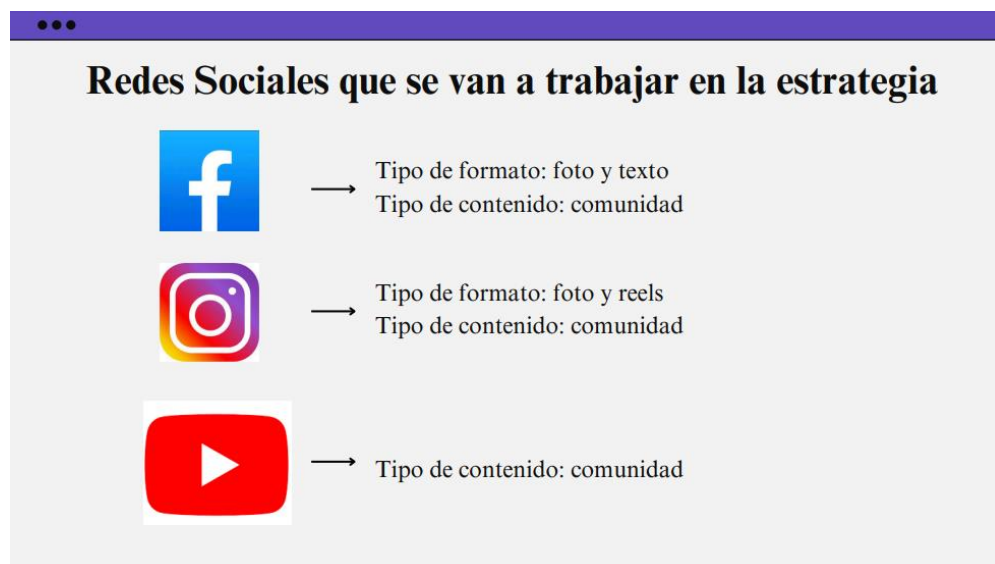 Redes Sociales que se van a trabajar en la estrategia
Tipo de formato: foto y texto
Tipo de contenido: comunidad
Tipo de formato: foto y reels
Tipo de contenido: comunidad
Tipo de contenido: comunidad